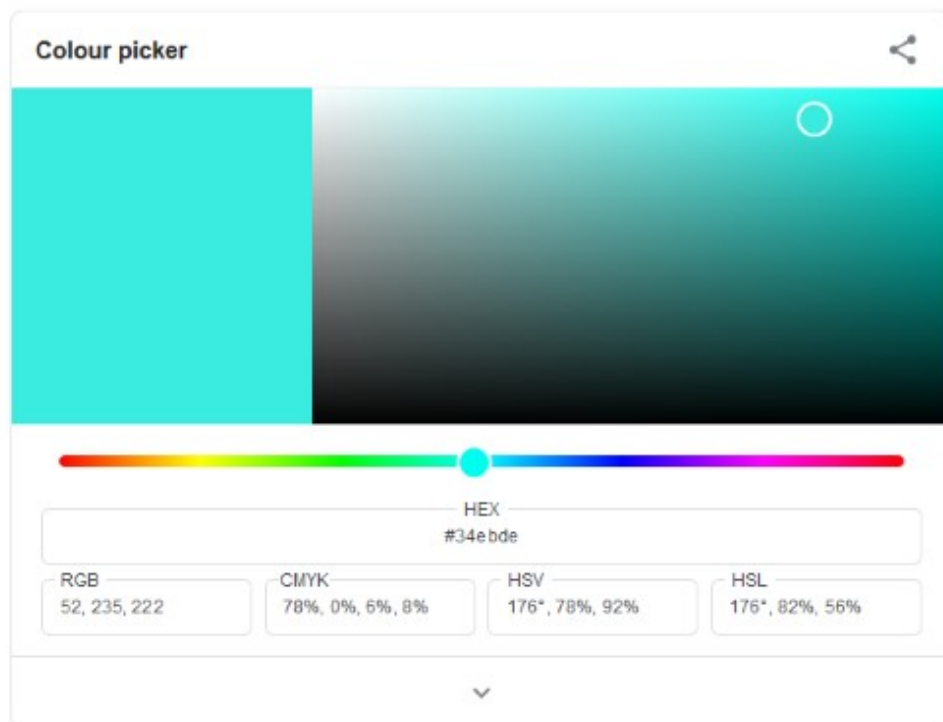 Colour picker
HEX
#34ebde
RGB
52, 235, 222
CMYK
78%, 0%, 6%, 8%
HSV
176°, 78%, 92%
HSL
176°, 82%, 56%